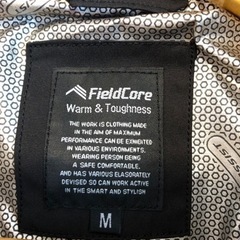 FieldCore
Warm & Toughness
THE WORK IS CLOTHING MADE
IN THE AIM OF MAXIMUM
PERFORMANCE CAN BE EXHIBITED
IN VARIOUS ENVIRONMENTS.
WEARING PERSON BEING
A SAFE COMFORTABLE,
AND HAS VARIOUS ELASORATELY
DEVISED SO CAN WORK ACTIVE
IN THE SMART AND STYLISH
M